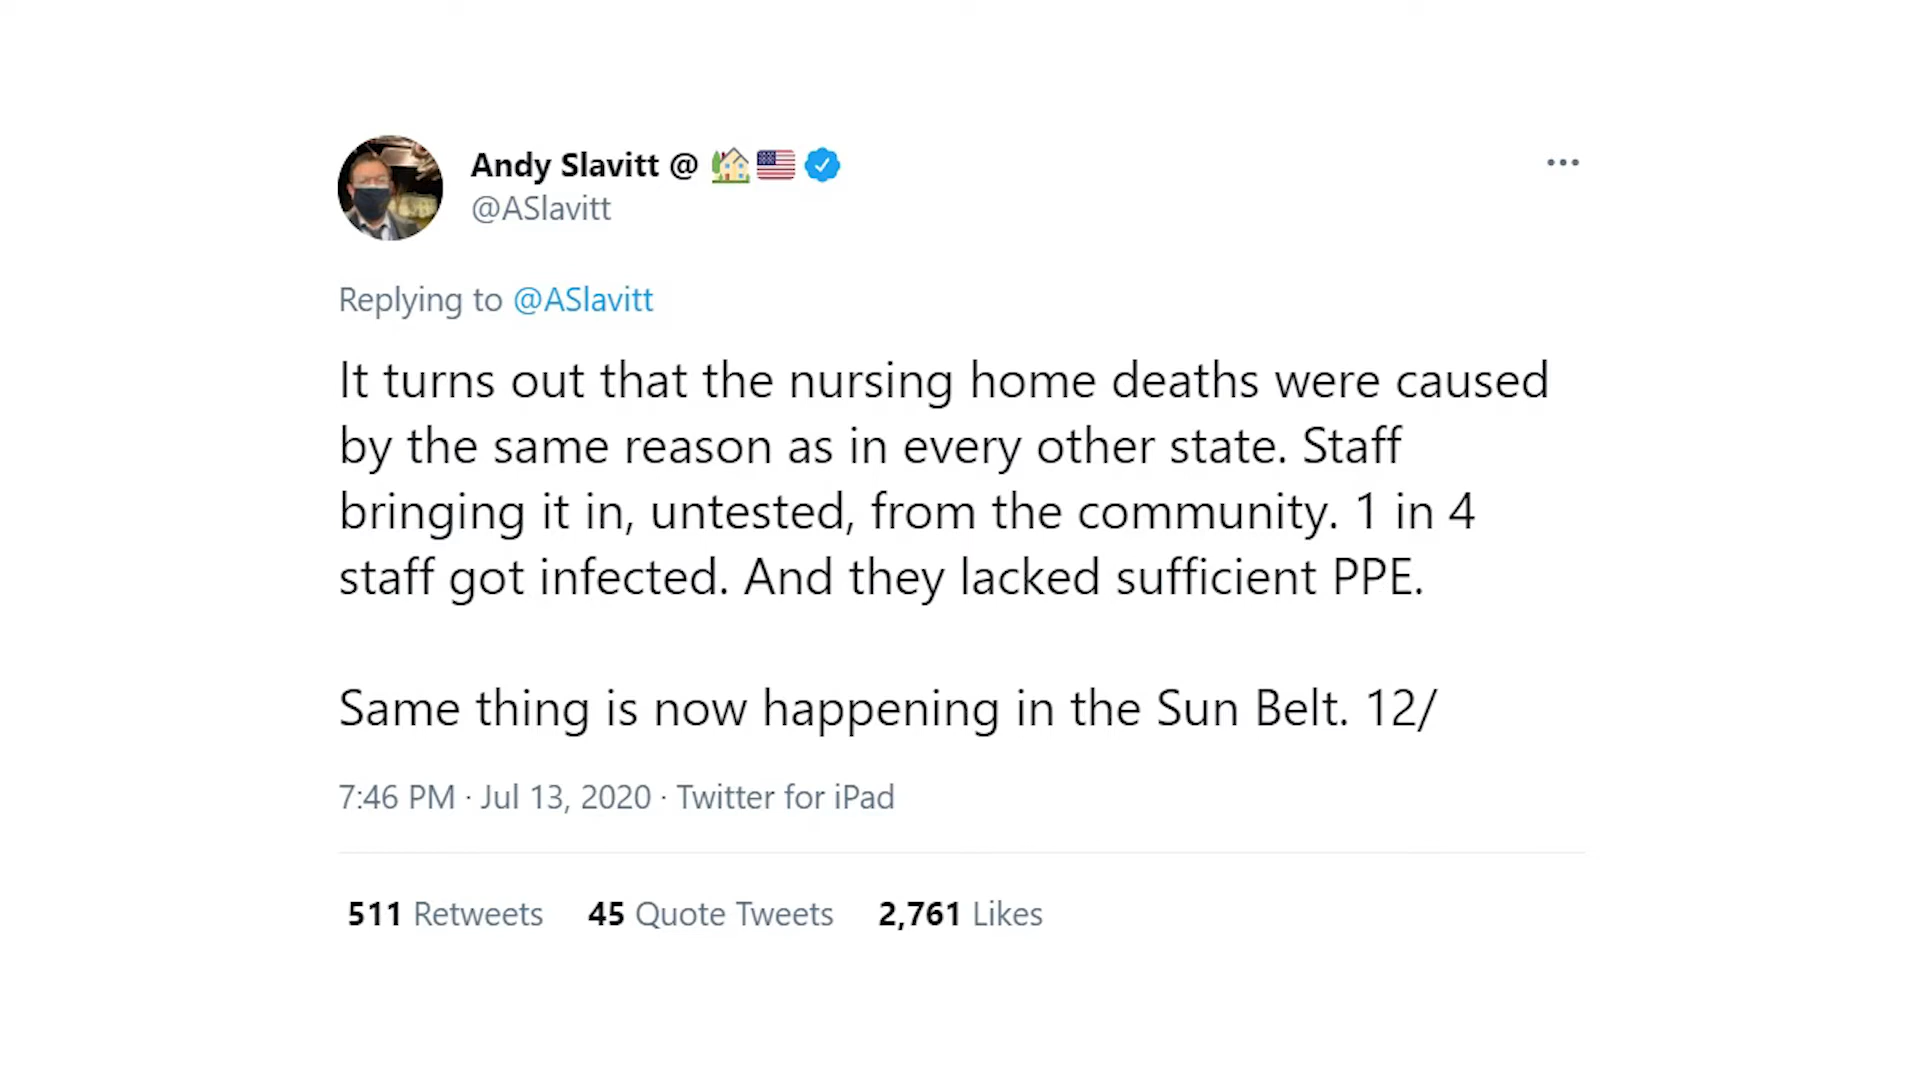 Andy Slavitt @ 🏡🇺🇸
@ASlavitt
Replying to @ASlavitt
It turns out that the nursing home deaths were caused
by the same reason as in every other state. Staff
bringing it in, untested, from the community. 1 in 4
staff got infected. And they lacked sufficient PPE.
Same thing is now happening in the Sun Belt. 12/
7:46 PM · Jul 13, 2020 · Twitter for iPad
511 Retweets 45 Quote Tweets 2,761 Likes